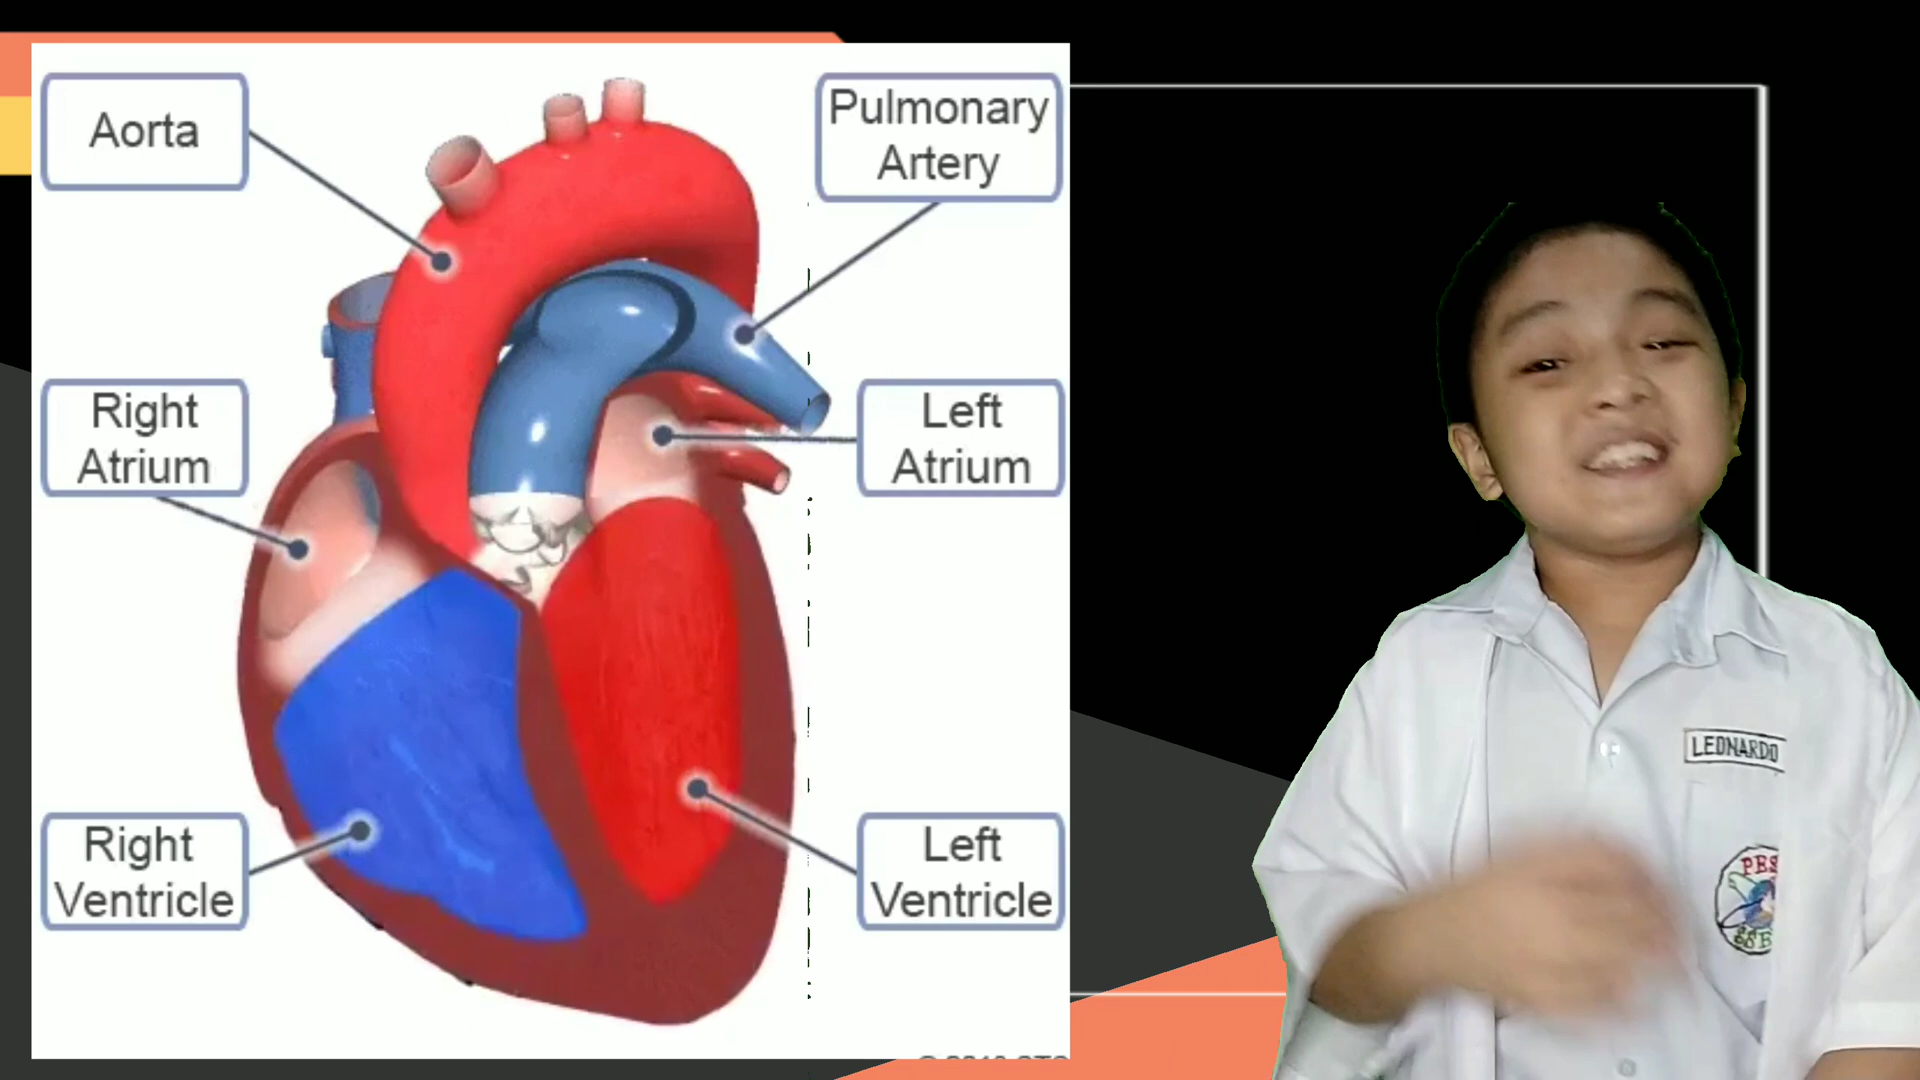 Aorta
Pulmonary
Artery
Right
Atrium
Left
Atrium
Right
Ventricle
Left
Ventricle
LEONARDO